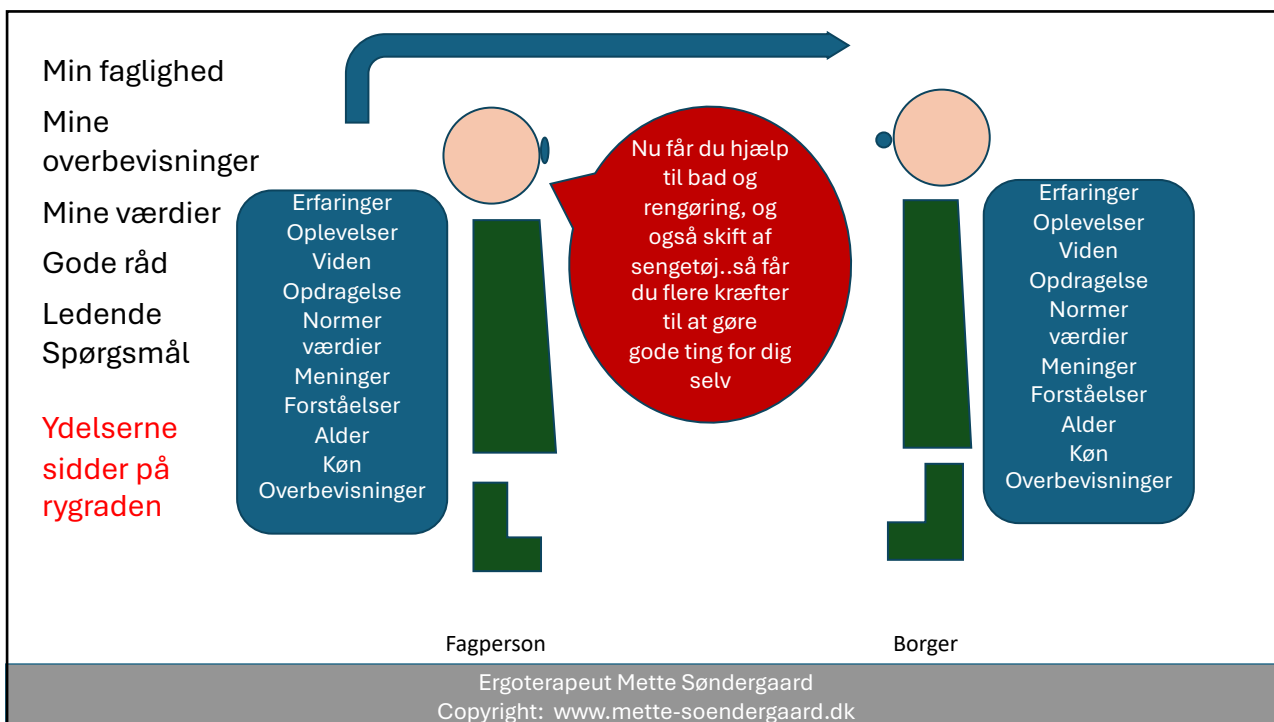 Min faglighed
Mine
overbevisninger
Mine værdier
Gode råd
Ledende
Spørgsmål
Ydelserne
sidder på
rygraden
Erfaringer
Oplevelser
Viden
Opdragelse
Normer
værdier
Meninger
Forståelser
Alder
Køn
Overbevisninger
Nu får du hjælp
til bad og
rengøring, og
også skift af
sengetøj..så får
du flere kræfter
til at gøre
gode ting for dig
selv
Erfaringer
Oplevelser
Viden
Opdragelse
Normer
værdier
Meninger
Forståelser
Alder
Køn
Overbevisninger
Fagperson
Borger
Ergoterapeut Mette Søndergaard
Copyright: www.mette-soendergaard.dk